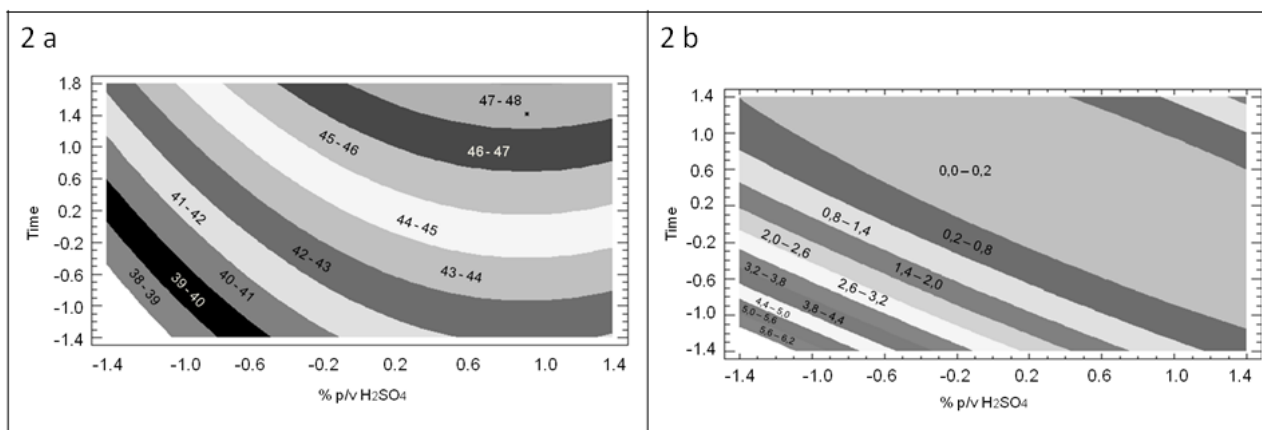 2 a
1.8
1.4
1.0
0.6
0.2
-0.2
-0.6
-1.0
-1.4
Time
47 - 48
46 - 47
45 - 46
44 - 45
43 - 44
42 - 43
41 - 42
40 - 41
39 - 40
38 - 39
-1.4 -1.0 -0.6 -0.2 0.2 0.6 1.0 1.4
% p/v H2SO4
2 b
1.4
1.0
0.6
0.2
-0.2
-0.6
-1.0
-1.4
Time
0,0 – 0,2
0,2 – 0,8
0,8 – 1,4
1,4 – 2,0
2,0 – 2,6
2,6 – 3,2
3,2 – 3,8
3,8 – 4,4
4,4 – 5,0
5,0 – 5,6
5,6 – 6,2
-1.4 -1.0 -0.6 -0.2 0.2 0.6 1.0 1.4
% p/v H2SO4